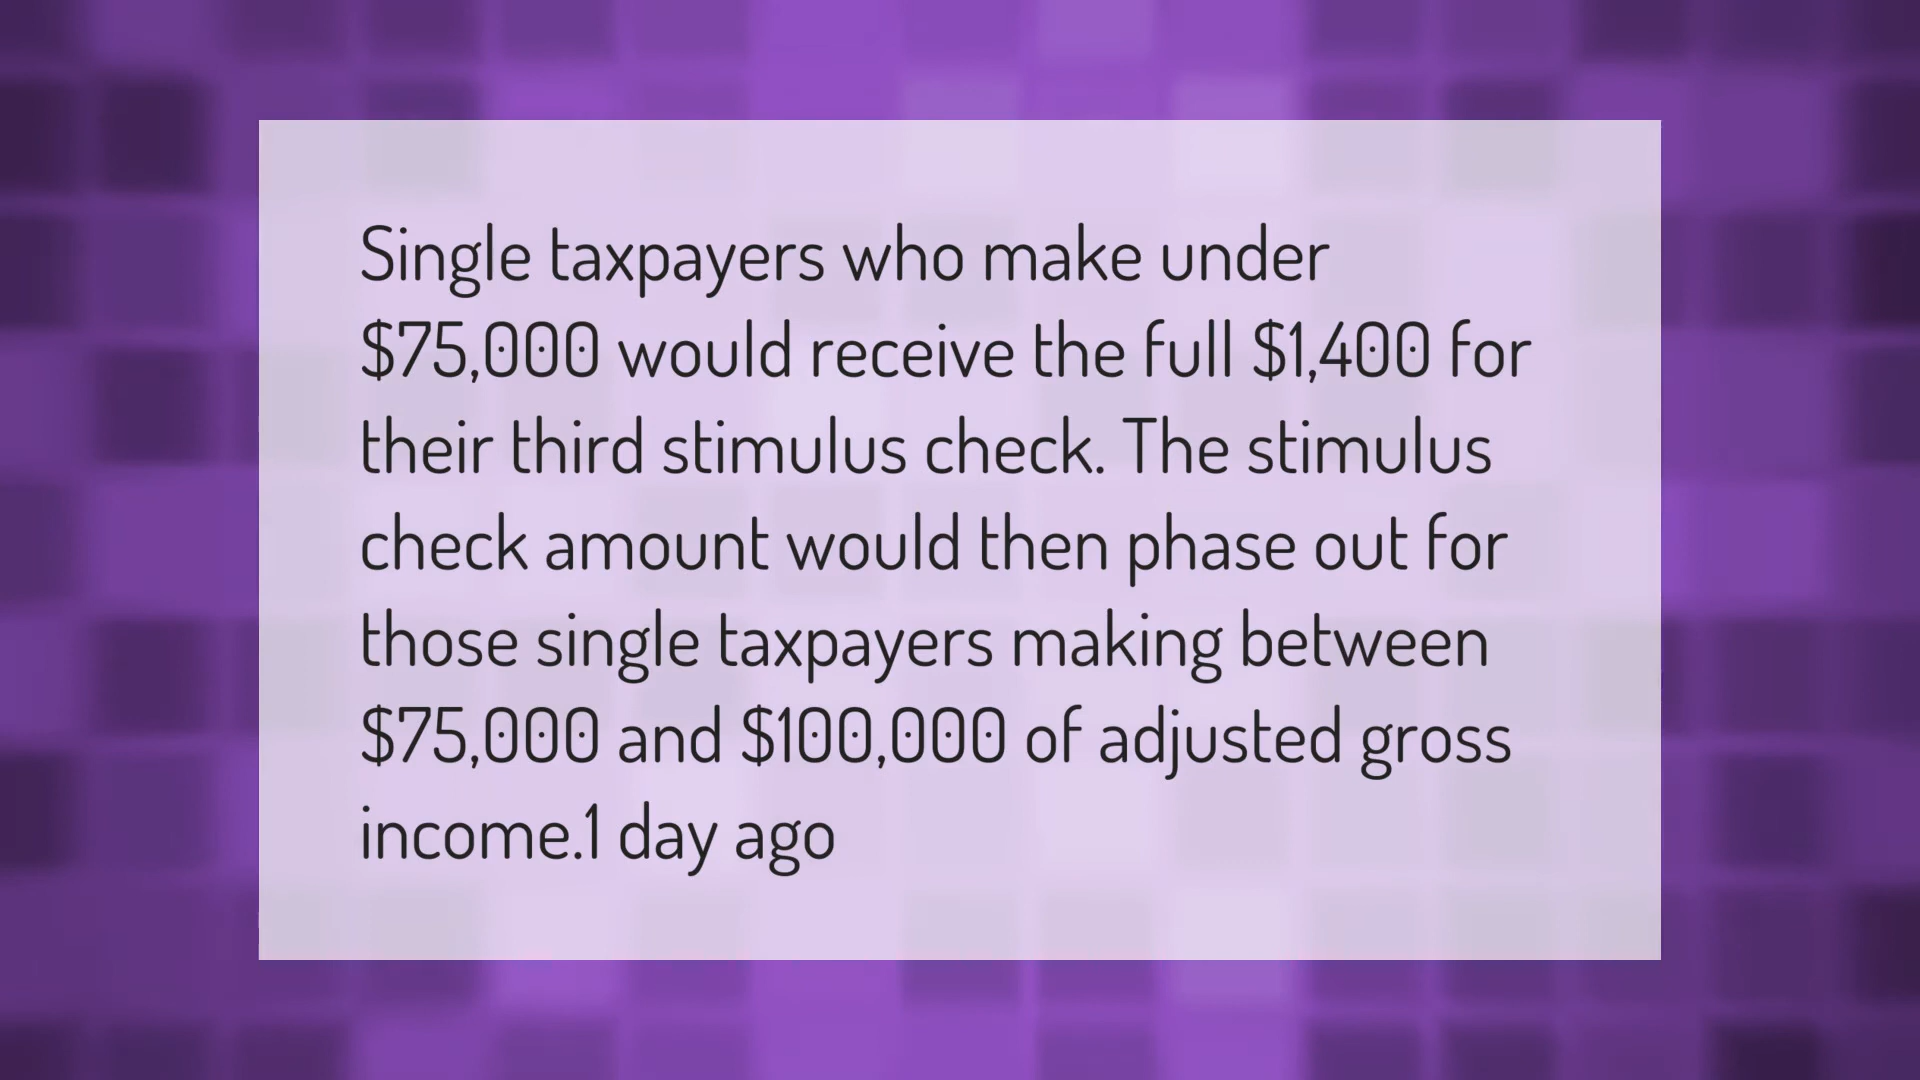 Single taxpayers who make under
$75,000 would receive the full $1,400 for
their third stimulus check. The stimulus
check amount would then phase out for
those single taxpayers making between
$75,000 and $100,000 of adjusted gross
income.1 day ago